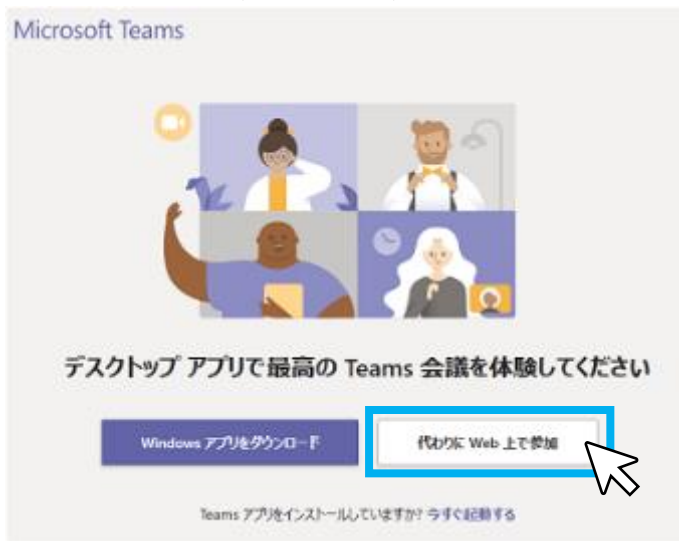 Microsoft Teams
デスクトップ アプリで最高の Teams 会議を体験してください
Windows アプリをダウンロード
代わりに Web 上で参加
Teams アプリをインストールしていますか? 今すぐ起動する